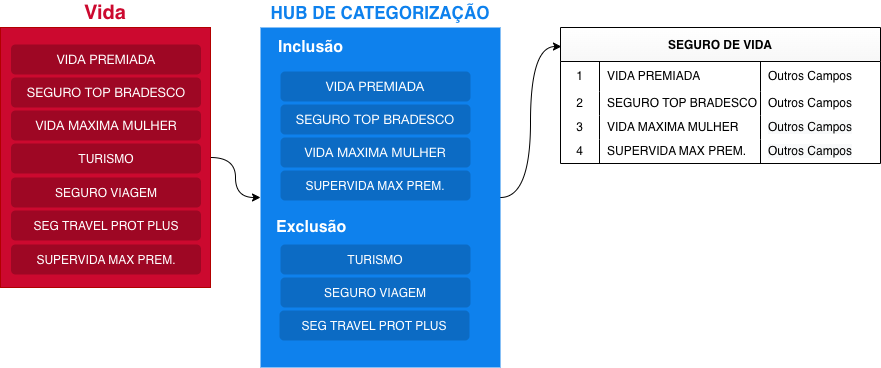 Vida
VIDA PREMIADA
SEGURO TOP BRADESCO
VIDA MAXIMA MULHER
TURISMO
SEGURO VIAGEM
SEG TRAVEL PROT PLUS
SUPERVIDA MAX PREM.
HUB DE CATEGORIZAÇÃO
Inclusão
VIDA PREMIADA
SEGURO TOP BRADESCO
VIDA MAXIMA MULHER
SUPERVIDA MAX PREM.
Exclusão
TURISMO
SEGURO VIAGEM
SEG TRAVEL PROT PLUS
SEGURO DE VIDA
1 VIDA PREMIADA Outros Campos
2 SEGURO TOP BRADESCO Outros Campos
3 VIDA MAXIMA MULHER Outros Campos
4 SUPERVIDA MAX PREM. Outros Campos